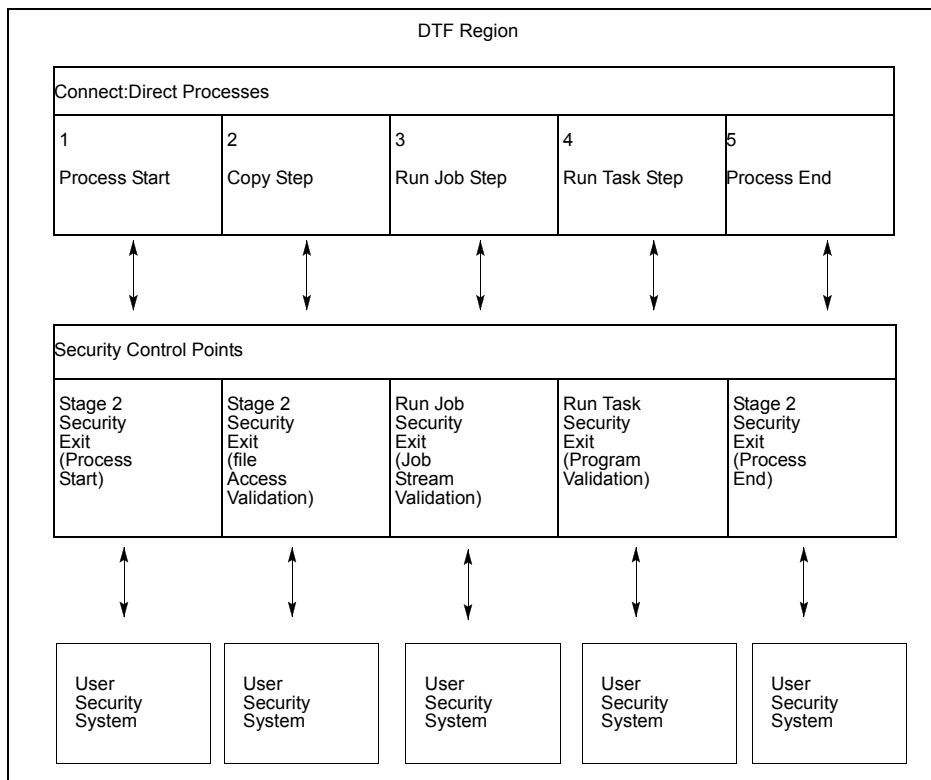 DTF Region
Connect:Direct Processes
1
Process Start
2
Copy Step
3
Run Job Step
4
Run Task Step
5
Process End
Security Control Points
Stage 2
Security
Exit
(Process
Start)
Stage 2
Security
Exit
(file
Access
Validation)
Run Job
Security
Exit
(Job
Stream
Validation)
Run Task
Security
Exit
(Program
Validation)
Stage 2
Security
Exit
(Process
End)
User
Security
System
User
Security
System
User
Security
System
User
Security
System
User
Security
System